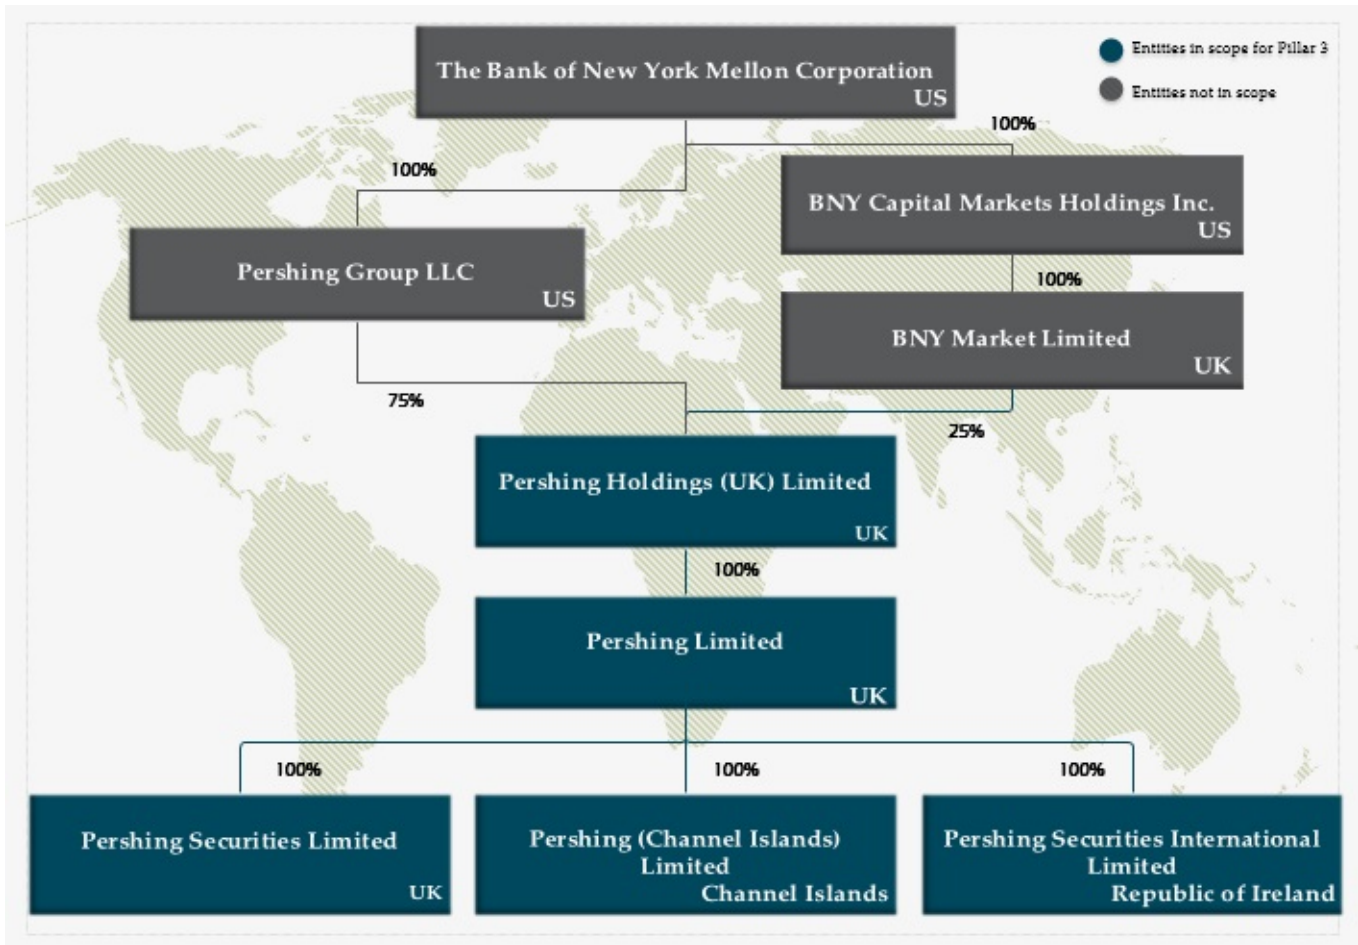 The Bank of New York Mellon Corporation
US
Entities in scope for Pillar 3
Entities not in scope
100%
100%
BNY Capital Markets Holdings Inc.
US
Pershing Group LLC
US
100%
BNY Market Limited
UK
75%
25%
Pershing Holdings (UK) Limited
UK
100%
Pershing Limited
UK
100%
100%
100%
Pershing Securities Limited
UK
Pershing (Channel Islands)
Limited
Channel Islands
Pershing Securities International
Limited
Republic of Ireland